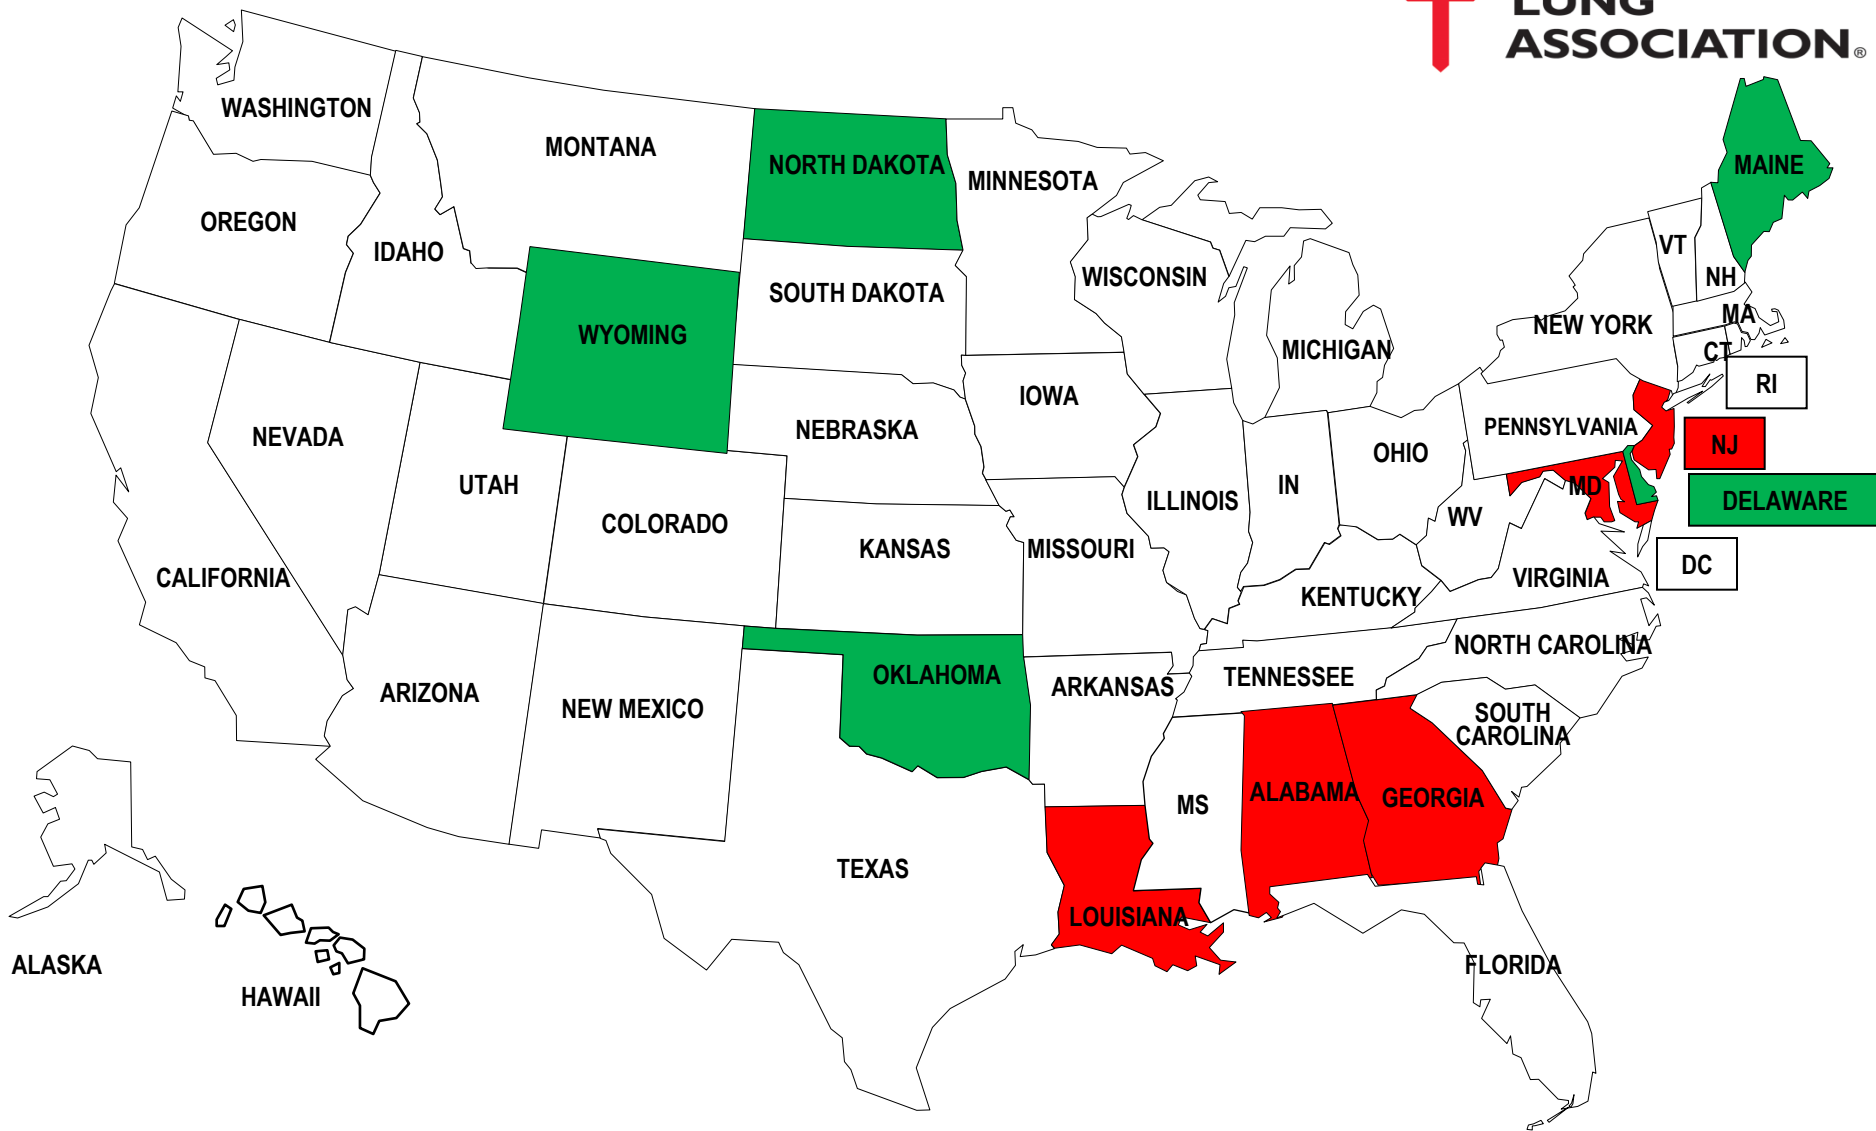 LUNG
ASSOCIATION®
WASHINGTON
MONTANA
NORTH DAKOTA
MINNESOTA
MAINE
OREGON
IDAHO
VT
NH
WISCONSIN
SOUTH DAKOTA
WYOMING
MA
NEW YORK
MICHIGAN
CT
RI
IOWA
NEBRASKA
NEVADA
PENNSYLVANIA
NJ
OHIO
UTAH
IN
MD
ILLINOIS
DELAWARE
COLORADO
WV
KANSAS
MISSOURI
DC
CALIFORNIA
VIRGINIA
KENTUCKY
NORTH CAROLINA
OKLAHOMA
TENNESSEE
ARKANSAS
ARIZONA
NEW MEXICO
SOUTH
CAROLINA
ALABAMA
GEORGIA
MS
TEXAS
LOUISIANA
ALASKA
FLORIDA
HAWAII